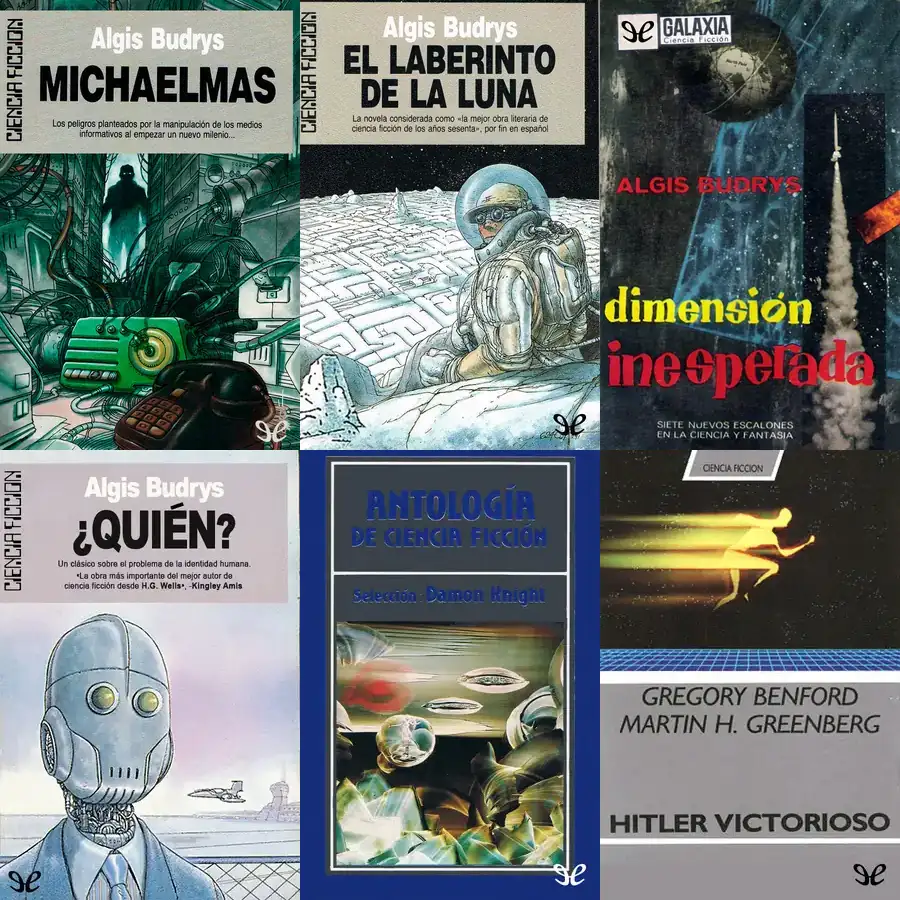 CIENCIA FICCION
Algis Budrys
MICHAELMAS
Los peligros planteados por la manipulación de los medios
informativos al empezar un nuevo milenio...
CIENCIA FICCION
Algis Budrys
EL LABERINTO
DE LA LUNA
La novela considerada como «la mejor obra literaria de
ciencia ficción de los años sesenta», por fin en español
GALAXIA
Ciencia Ficción
ALGIS BUDRYS
dimensión
inesperada
SIETE NUEVOS ESCALONES
EN LA CIENCIA Y FANTASIA
CIENCIA FICCION
Algis Budrys
¿QUIÉN?
Un clásico sobre el problema de la identidad humana.
•La obra más importante del mejor autor de
ciencia ficción desde H.G. Wells•, -Kingley Amis
ANTOLOGÍA
DE CIENCIA FICCIÓN
Selección Damon Knight
CIENCIA FICCION
GREGORY BENFORD
MARTIN H. GREENBERG
HITLER VICTORIOSO